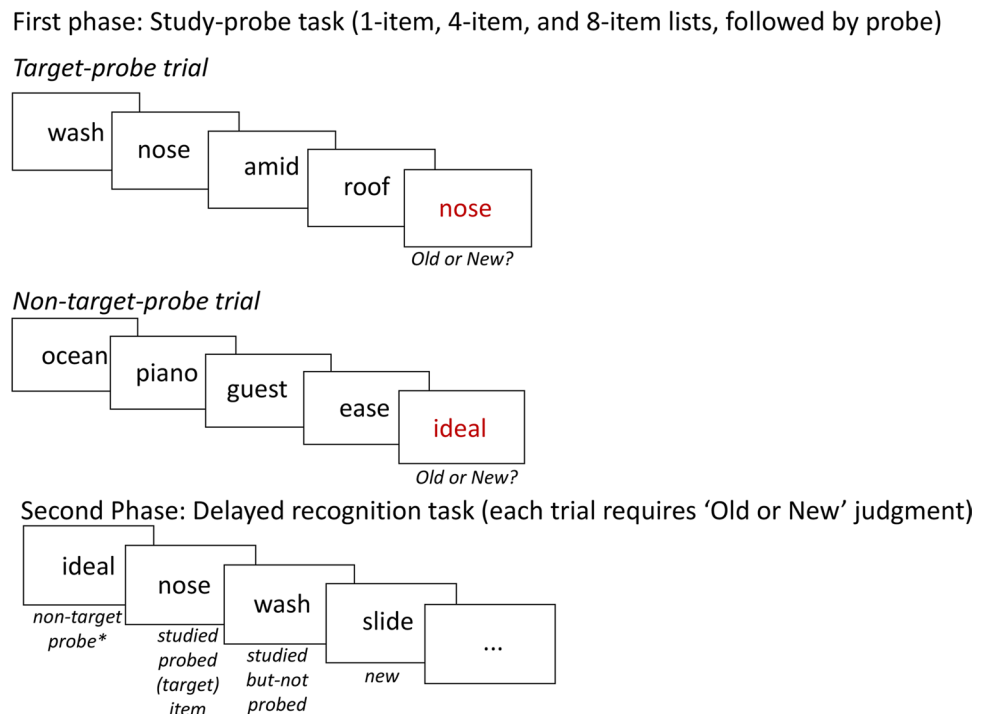 First phase: Study-probe task (1-item, 4-item, and 8-item lists, followed by probe)
Target-probe trial
wash
nose
amid
roof
nose
Old or New?
Non-target-probe trial
ocean
piano
guest
ease
ideal
Old or New?
Second Phase: Delayed recognition task (each trial requires ‘Old or New’ judgment)
ideal
non-target
probe*
nose
studied
probed
(target)
item
wash
studied
but-not
probed
slide
new
...